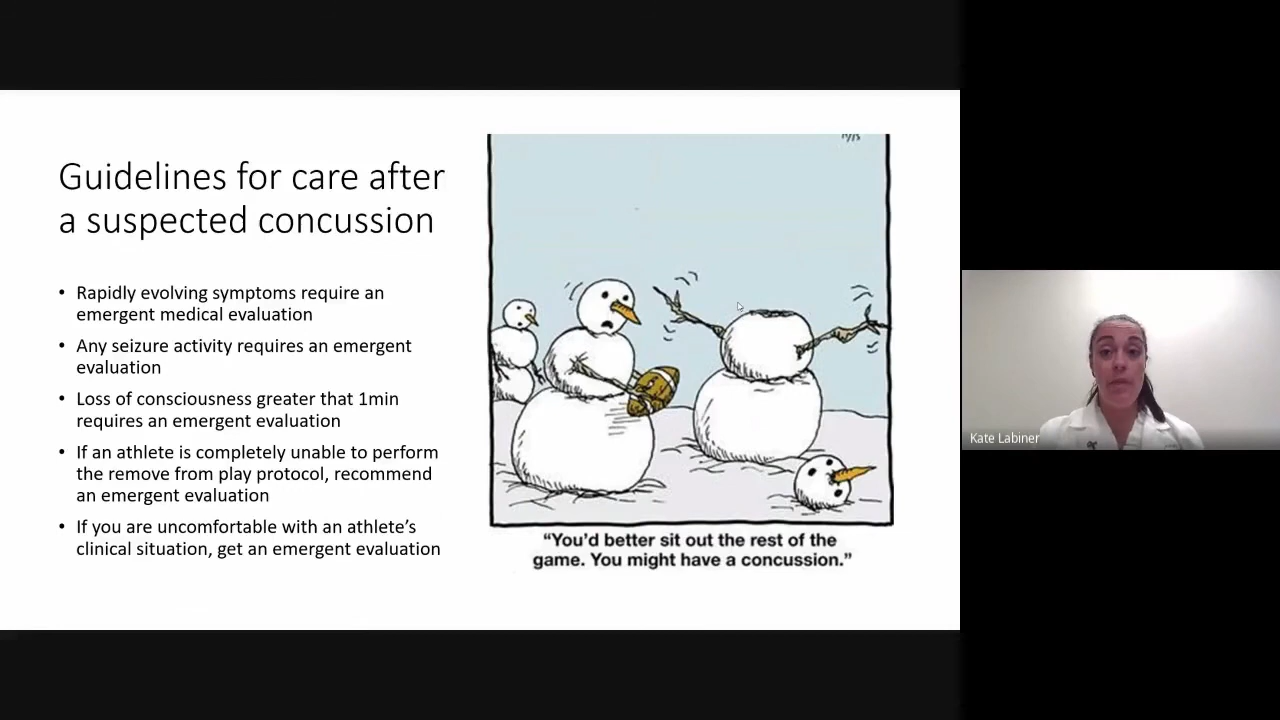 Guidelines for care after
a suspected concussion
• Rapidly evolving symptoms require an
emergent medical evaluation
• Any seizure activity requires an emergent
evaluation
• Loss of consciousness greater that 1min
requires an emergent evaluation
• If an athlete is completely unable to perform
the remove from play protocol, recommend
an emergent evaluation
• If you are uncomfortable with an athlete’s
clinical situation, get an emergent evaluation
“You’d better sit out the rest of the
game. You might have a concussion.”
Kate Labiner